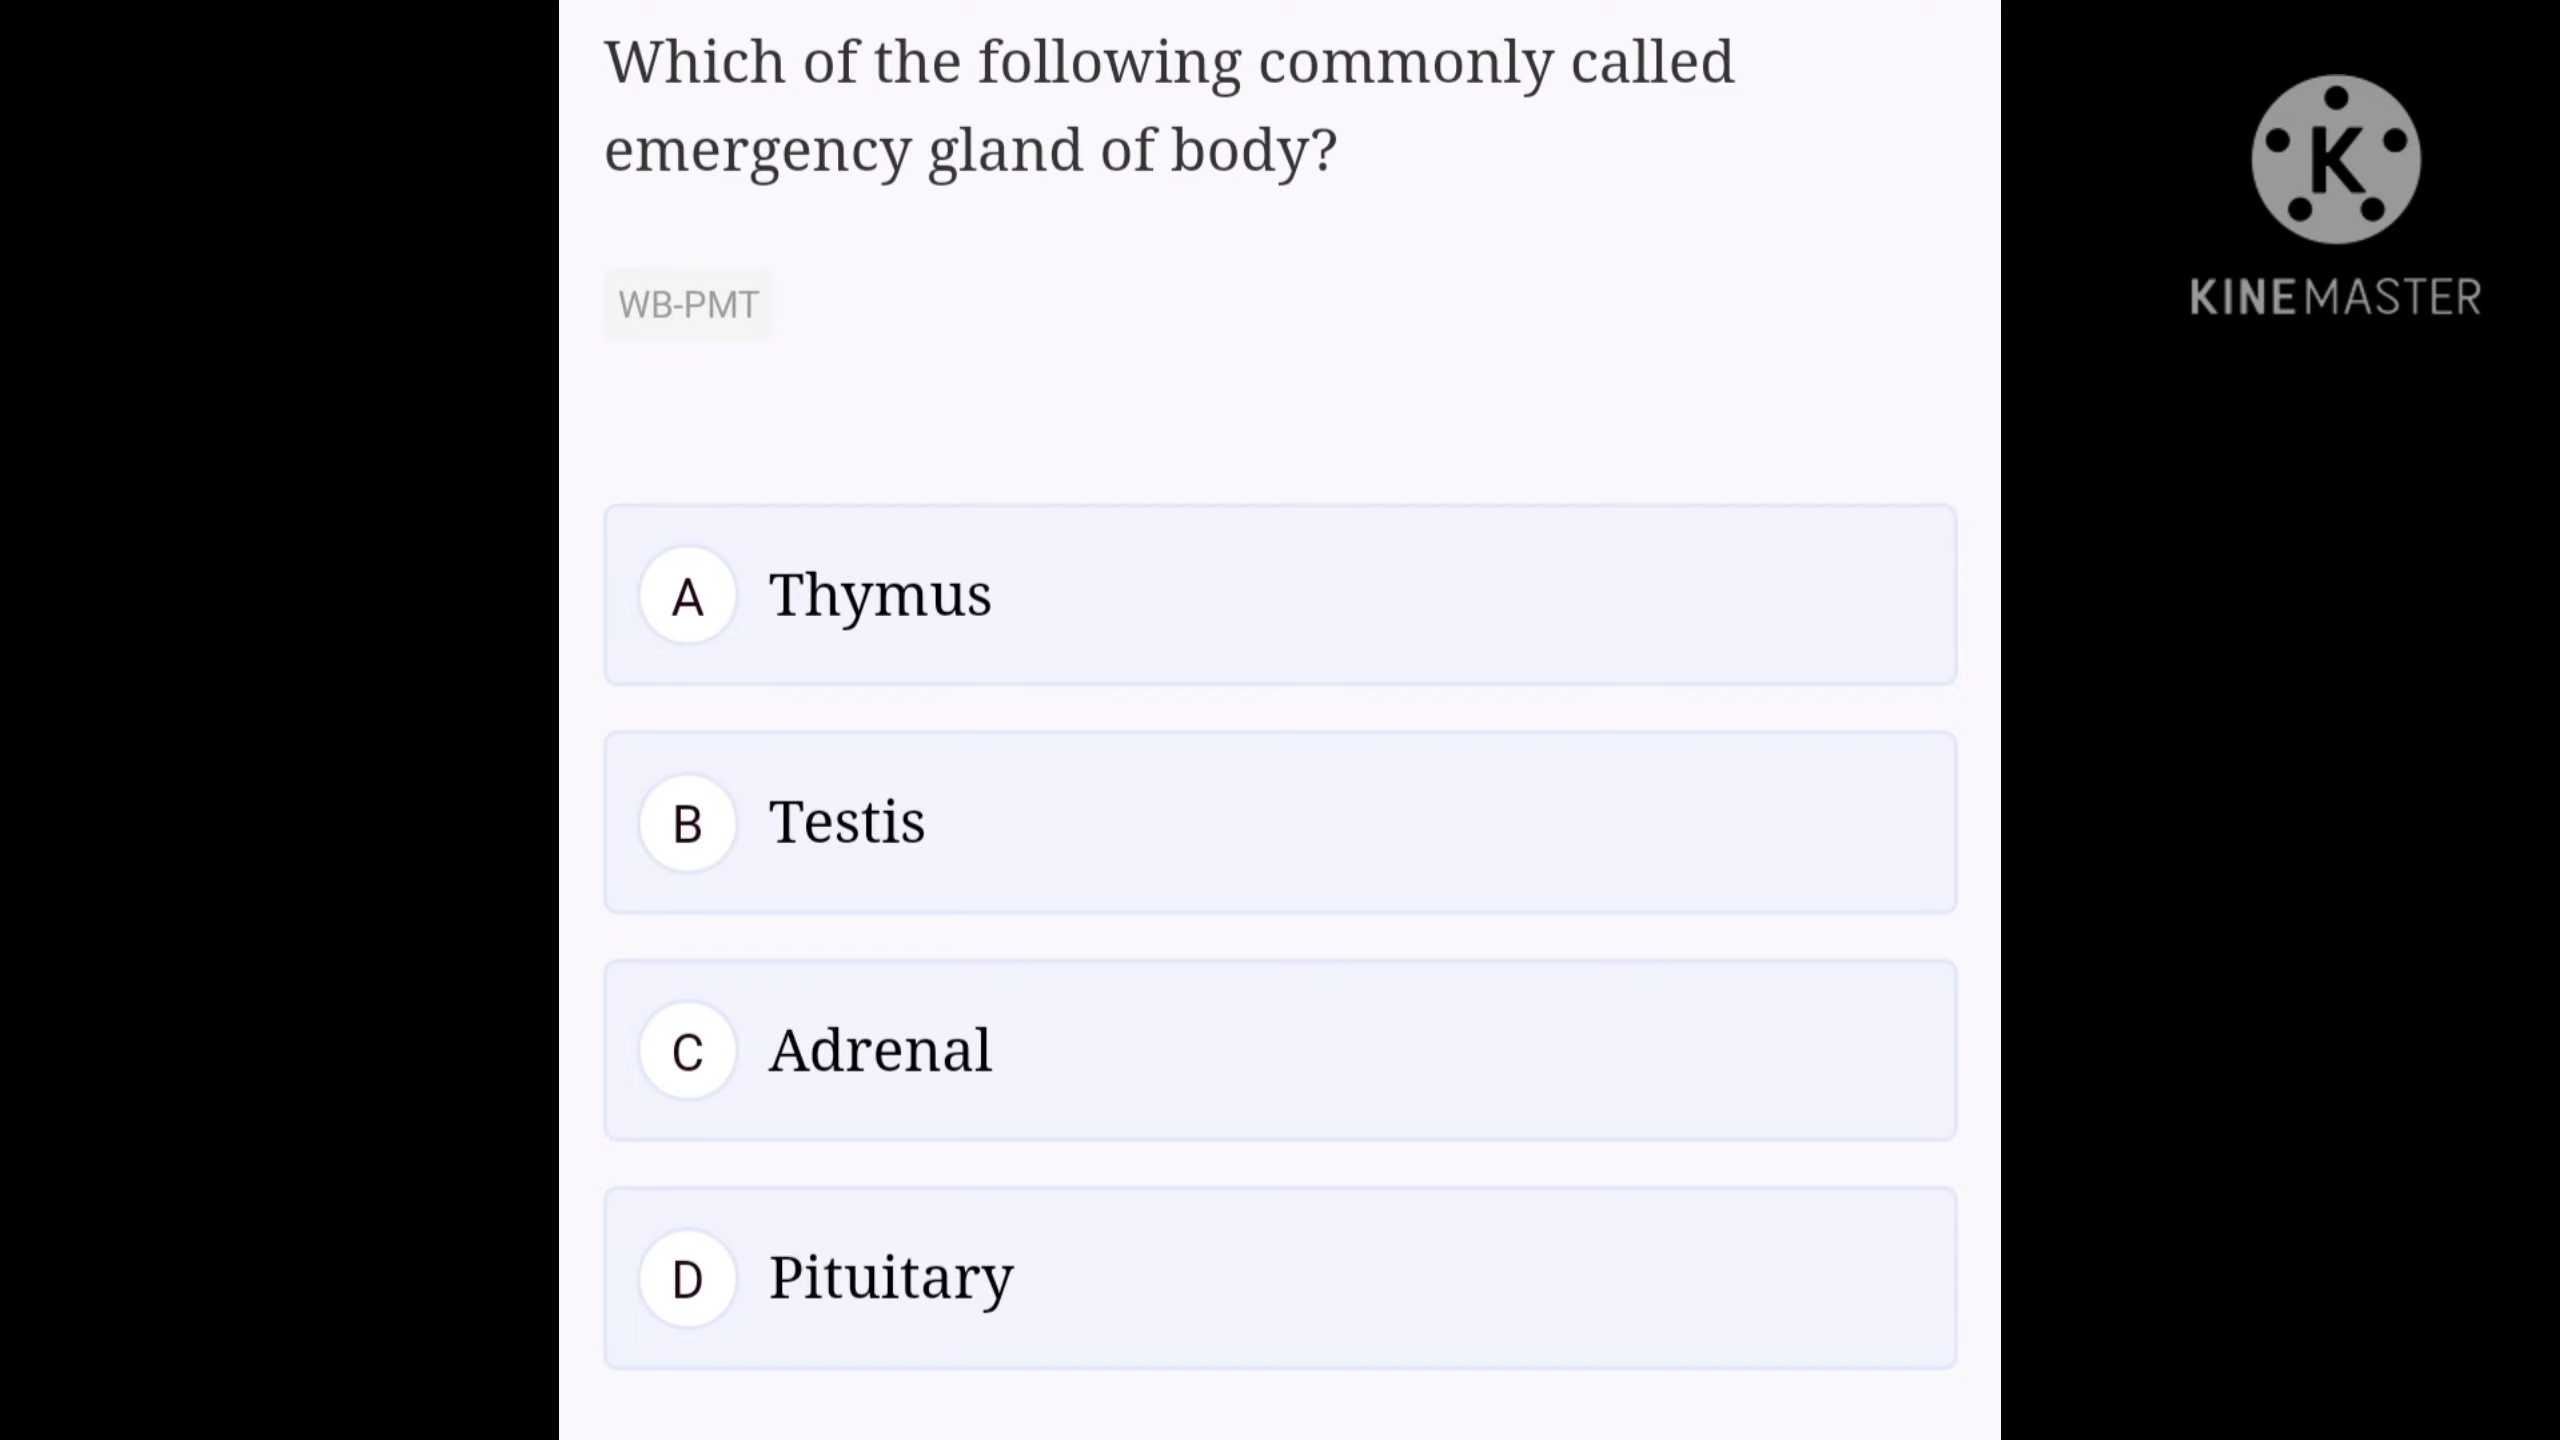 Which of the following commonly called
emergency gland of body?
WB-PMT
A Thymus
B Testis
C Adrenal
D Pituitary
K
KINEMASTER